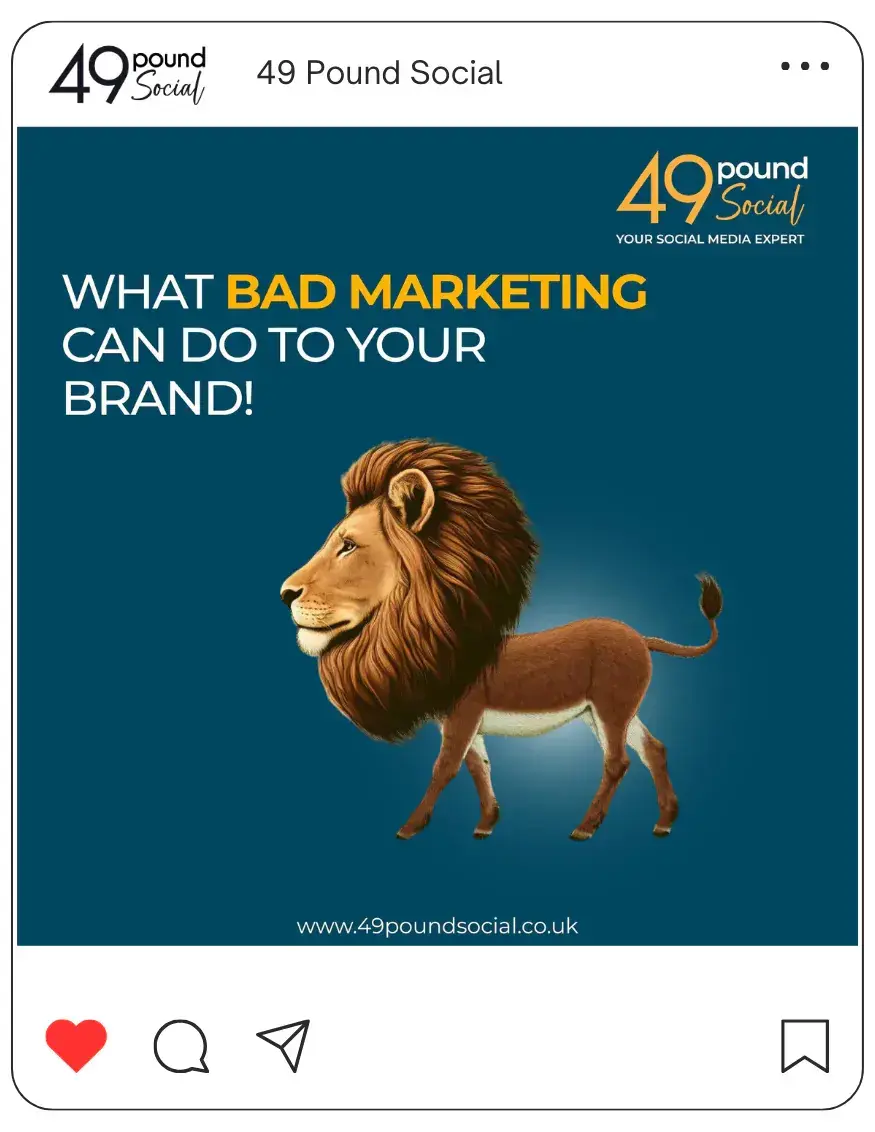 49 pound
Social
49 Pound Social
49 pound
Social
YOUR SOCIAL MEDIA EXPERT
WHAT BAD MARKETING
CAN DO TO YOUR
BRAND!
www.49poundsocial.co.uk